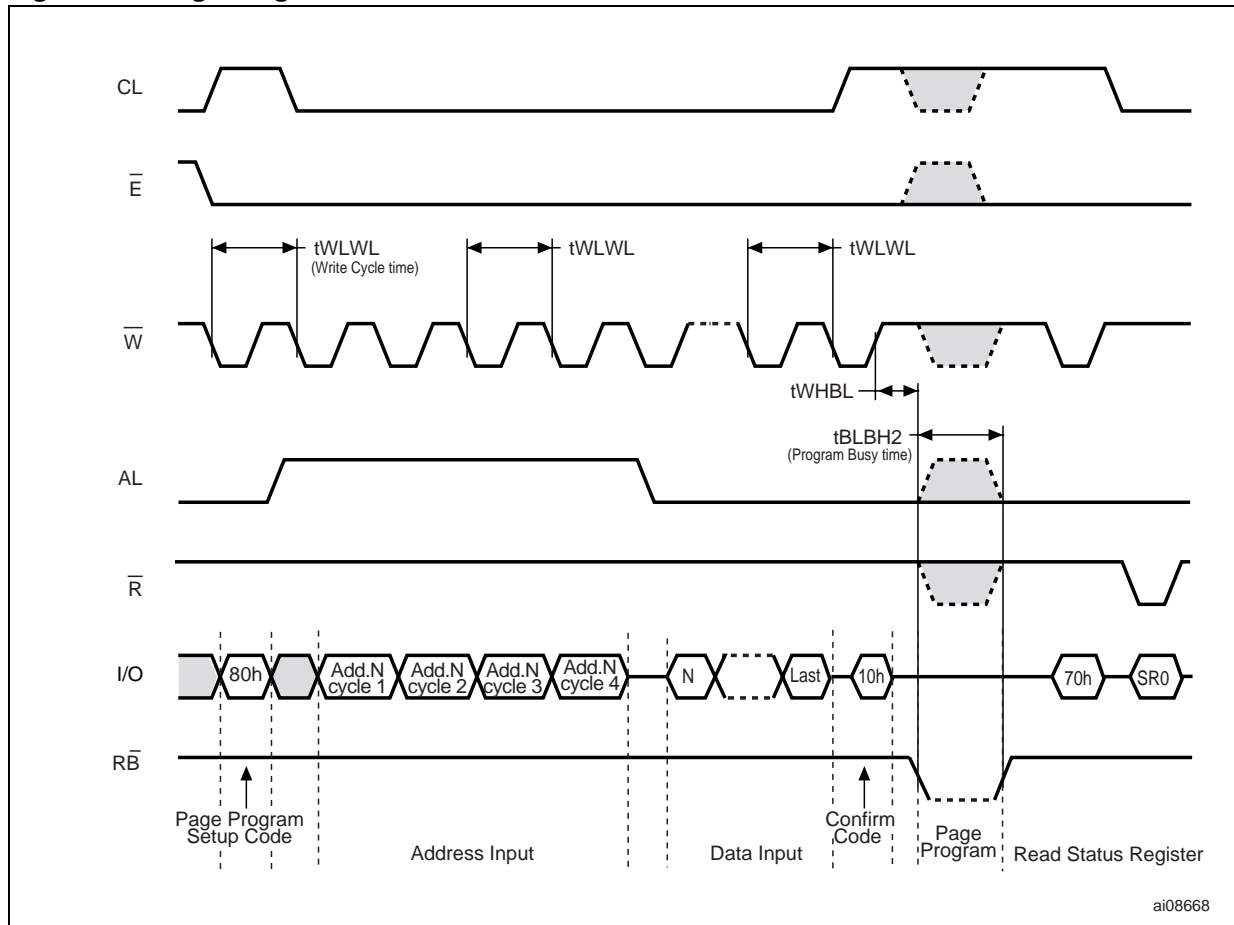 CL
E̅
tWLWL
(Write Cycle time)
tWLWL
tWLWL
W̅
tWHBL
tBLBH2
(Program Busy time)
AL
R̅
I/O
80h
Add.N
cycle 1
Add.N
cycle 2
Add.N
cycle 3
Add.N
cycle 4
N
Last
10h
70h
SR0
RB̅
Page Program
Setup Code
Address Input
Data Input
Confirm
Code
Page
Program
Read Status Register
ai08668